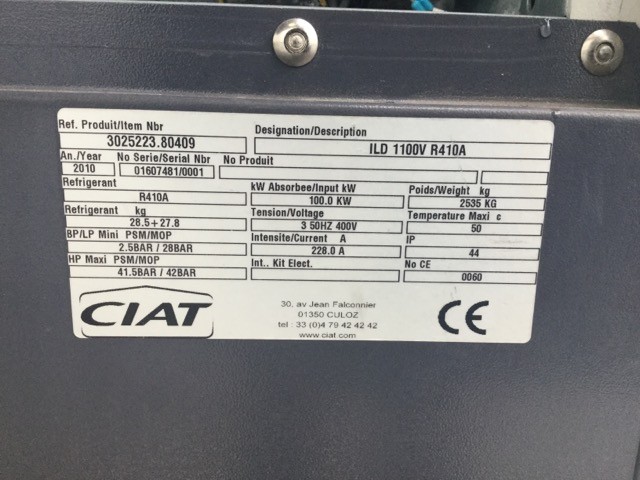 Ref. Produit/Item Nbr Designation/Description
3025223.80409 ILD 1100V R410A
An./Year No Serie/Serial Nbr No Produit
2010 01607481/0001
Refrigerant kW Absorbee/Input kW Poids/Weight kg
R410A 100.0 KW 2535 KG
Refrigerant kg Tension/Voltage Temperature Maxi c
28.5+27.8 3 50HZ 400V 50
BP/LP Mini PSM/MOP Intensite/Current A IP
2.5BAR / 28BAR 228.0 A 44
HP Maxi PSM/MOP Int.. Kit Elect. No CE
41.5BAR / 42BAR 0060
CIAT
30, av Jean Falconnier
01350 CULOZ
tel : 33 (0)4 79 42 42 42
www.ciat.com
CE